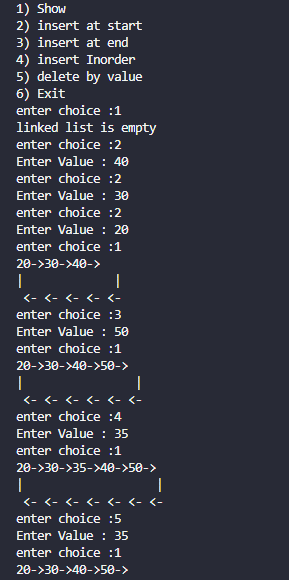 1) Show
2) insert at start
3) insert at end
4) insert Inorder
5) delete by value
6) Exit
enter choice :1
linked list is empty
enter choice :2
Enter Value : 40
enter choice :2
Enter Value : 30
enter choice :2
Enter Value : 20
enter choice :1
20->30->40->
|             |
 <- <- <- <- <-
enter choice :3
Enter Value : 50
enter choice :1
20->30->40->50->
|                |
 <- <- <- <- <- <-
enter choice :4
Enter Value : 35
enter choice :1
20->30->35->40->50->
|                   |
 <- <- <- <- <- <- <-
enter choice :5
Enter Value : 35
enter choice :1
20->30->40->50->